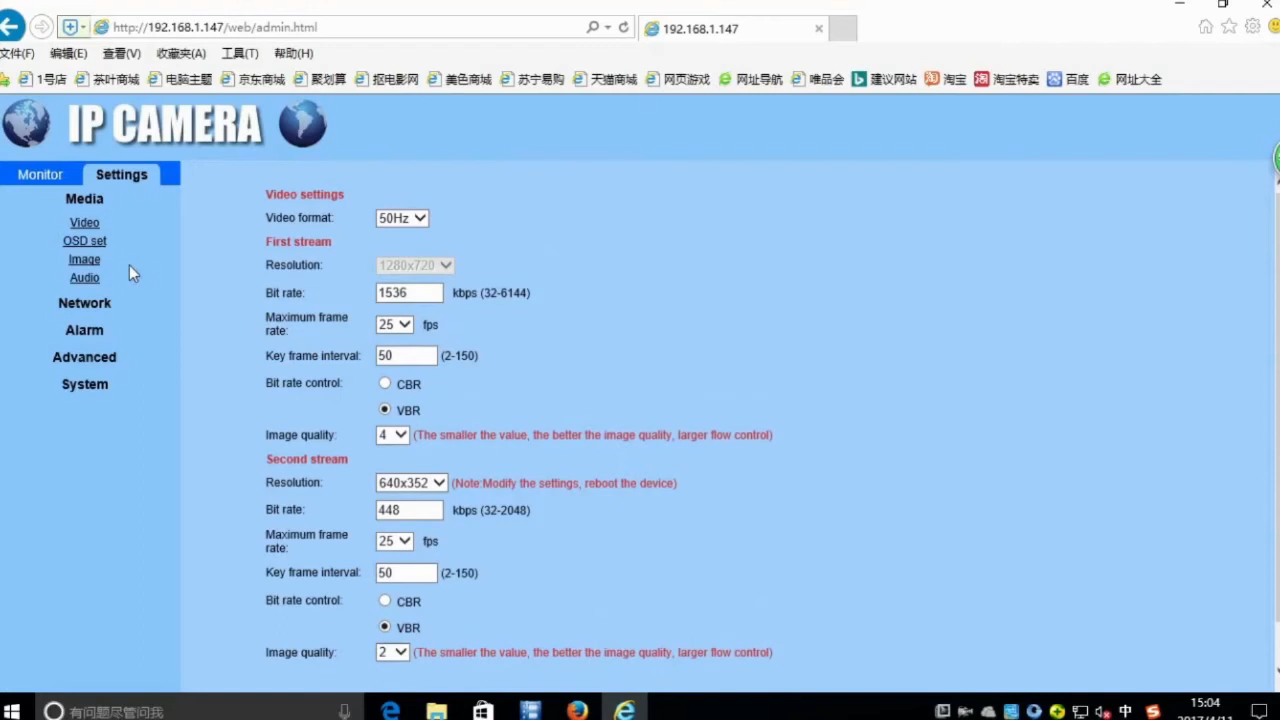 http://192.168.1.147/web/admin.html
192.168.1.147
文件(F) 编辑(E) 查看(V) 收藏夹(A) 工具(T) 帮助(H)
1号店 茶叶商城 电脑主题 京东商城 聚划算 抠电影网 美色商城 苏宁易购 天猫商城 网页游戏 网址导航 唯品会 建议网站 淘宝 淘宝特卖 百度 网址大全
IP CAMERA
Monitor Settings
Media
Video
OSD set
Image
Audio
Network
Alarm
Advanced
System
Video settings
Video format: 50Hz
First stream
Resolution: 1280x720
Bit rate: 1536 kbps (32-6144)
Maximum frame
rate: 25 fps
Key frame interval: 50 (2-150)
Bit rate control: CBR
VBR
Image quality: 4 (The smaller the value, the better the image quality, larger flow control)
Second stream
Resolution: 640x352 (Note:Modify the settings, reboot the device)
Bit rate: 448 kbps (32-2048)
Maximum frame
rate: 25 fps
Key frame interval: 50 (2-150)
Bit rate control: CBR
VBR
Image quality: 2 (The smaller the value, the better the image quality, larger flow control)
有问题尽管问我
中
15:04
2017/4/11